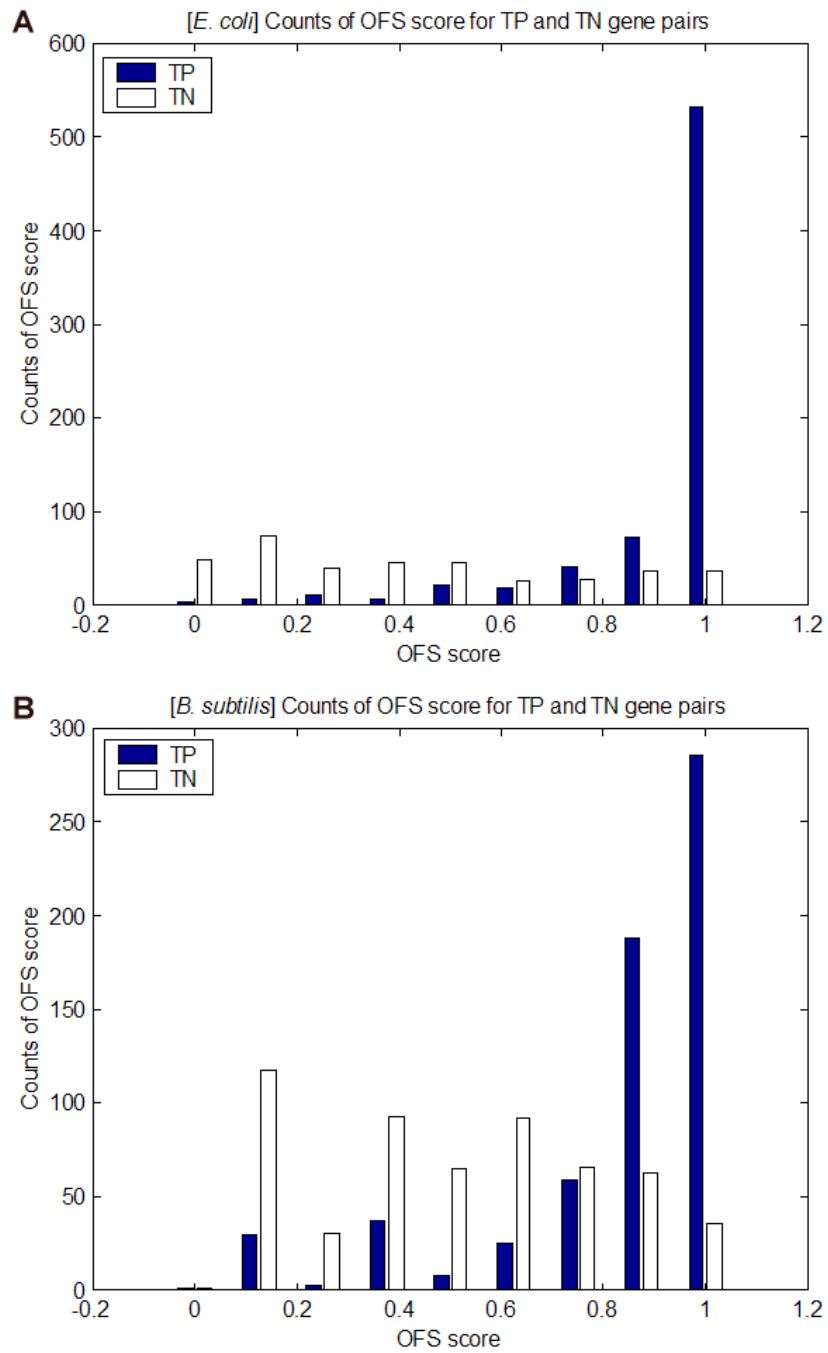 A
[E. coli] Counts of OFS score for TP and TN gene pairs
600
500
400
300
200
100
0
Counts of OFS score
TP
TN
-0.2 0 0.2 0.4 0.6 0.8 1 1.2
OFS score
B
[B. subtilis] Counts of OFS score for TP and TN gene pairs
300
250
200
150
100
50
0
Counts of OFS score
TP
TN
-0.2 0 0.2 0.4 0.6 0.8 1 1.2
OFS score